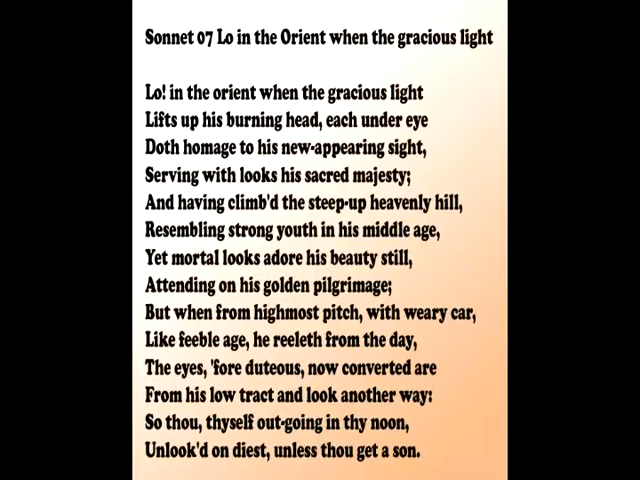 Sonnet 07 Lo in the Orient when the gracious light
Lo! in the orient when the gracious light
Lifts up his burning head, each under eye
Doth homage to his new-appearing sight,
Serving with looks his sacred majesty;
And having climb'd the steep-up heavenly hill,
Resembling strong youth in his middle age,
Yet mortal looks adore his beauty still,
Attending on his golden pilgrimage;
But when from highmost pitch, with weary car,
Like feeble age, he reeleth from the day,
The eyes, 'fore duteous, now converted are
From his low tract and look another way:
So thou, thyself out-going in thy noon,
Unlook'd on diest, unless thou get a son.